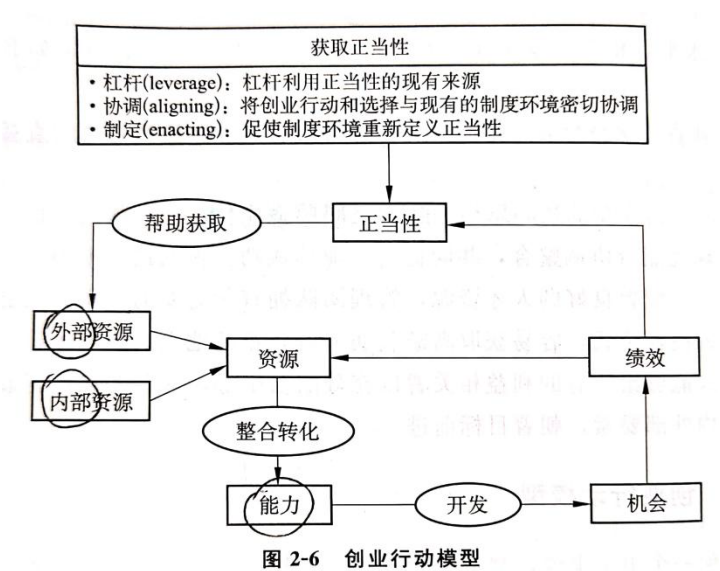 获取正当性
• 杠杆(leverage)：杠杆利用正当性的现有来源
• 协调(aligning)：将创业行动和选择与现有的制度环境密切协调
• 制定(enacting)：促使制度环境重新定义正当性
帮助获取
正当性
外部资源
资源
绩效
内部资源
整合转化
能力
开发
机会
图 2-6 创业行动模型